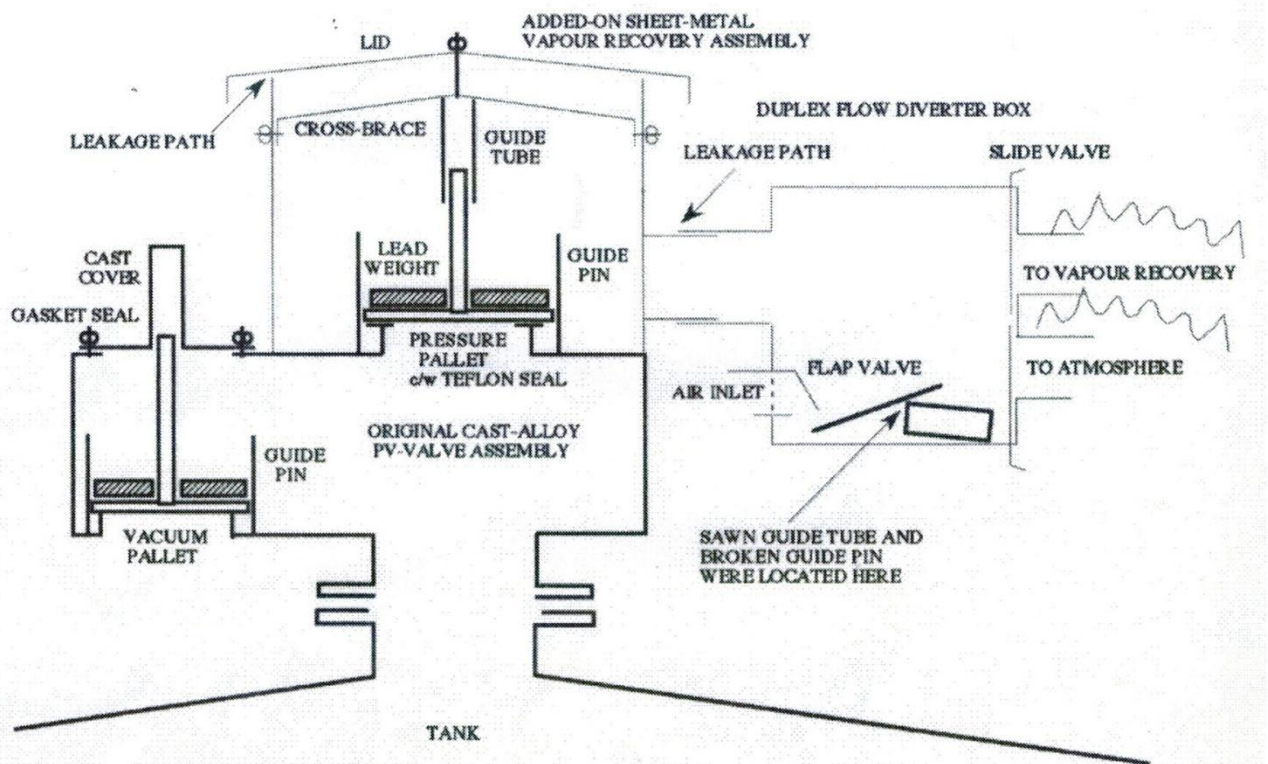 ADDED-ON SHEET-METAL
VAPOUR RECOVERY ASSEMBLY
LID
DUPLEX FLOW DIVERTER BOX
LEAKAGE PATH
CROSS-BRACE
GUIDE
TUBE
LEAKAGE PATH
SLIDE VALVE
CAST
COVER
LEAD
WEIGHT
GUIDE
PIN
TO VAPOUR RECOVERY
GASKET SEAL
PRESSURE
PALLET
c/w TEFLON SEAL
FLAP VALVE
TO ATMOSPHERE
AIR INLET
ORIGINAL CAST-ALLOY
PV-VALVE ASSEMBLY
GUIDE
PIN
VACUUM
PALLET
SAWN GUIDE TUBE AND
BROKEN GUIDE PIN
WERE LOCATED HERE
TANK